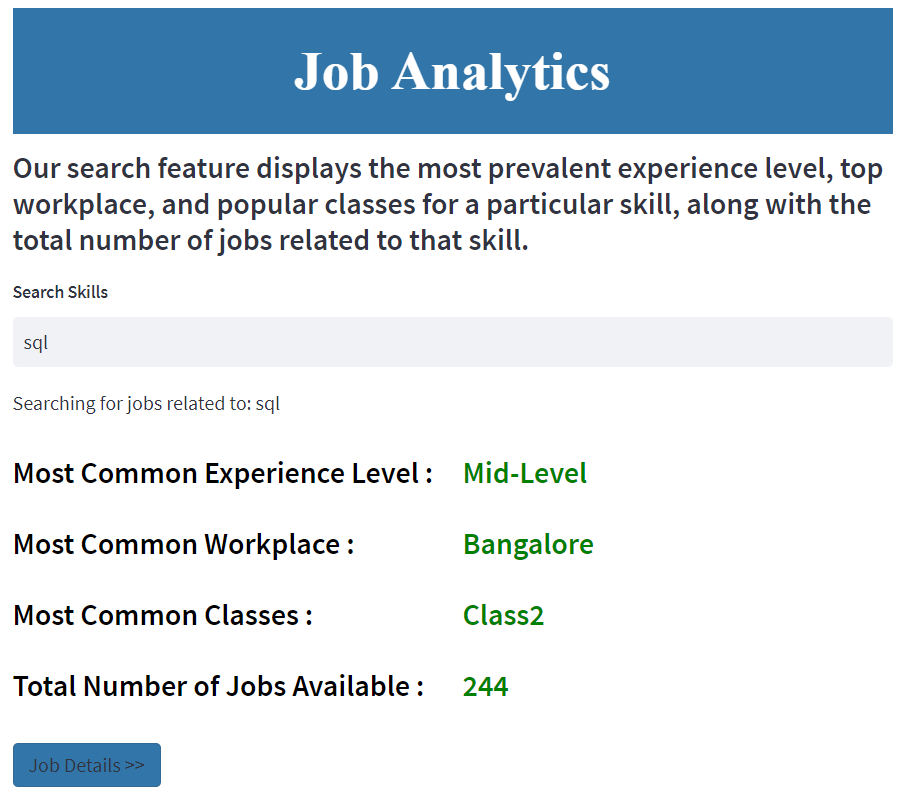 Job Analytics
Our search feature displays the most prevalent experience level, top
workplace, and popular classes for a particular skill, along with the
total number of jobs related to that skill.
Search Skills
sql
Searching for jobs related to: sql
Most Common Experience Level : Mid-Level
Most Common Workplace : Bangalore
Most Common Classes : Class2
Total Number of Jobs Available : 244
Job Details >>